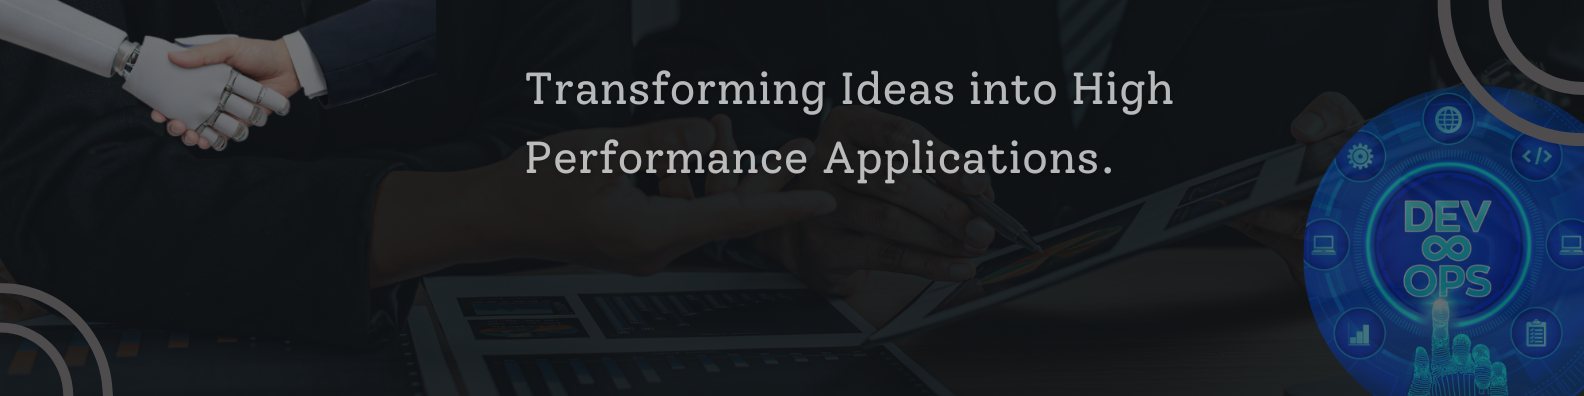 Transforming Ideas into High
Performance Applications.
DEV
OPS